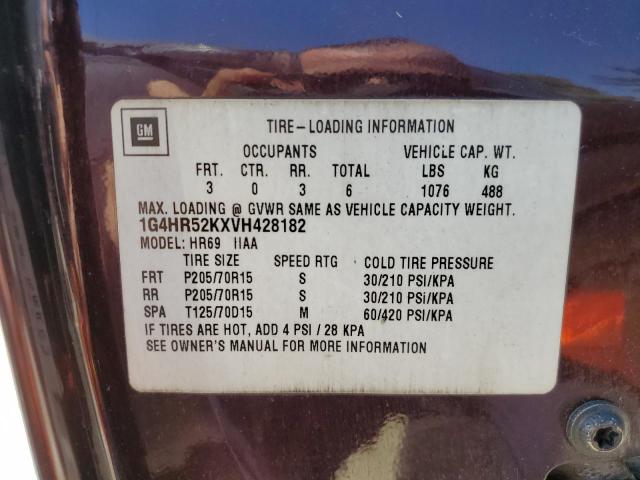 GM
TIRE-LOADING INFORMATION
OCCUPANTS VEHICLE CAP. WT.
FRT. CTR. RR. TOTAL LBS KG
3 0 3 6 1076 488
MAX. LOADING @ GVWR SAME AS VEHICLE CAPACITY WEIGHT.
1G4HR52KXVH428182
MODEL: HR69 IIAA
TIRE SIZE SPEED RTG COLD TIRE PRESSURE
FRT P205/70R15 S 30/210 PSI/KPA
RR P205/70R15 S 30/210 PSI/KPA
SPA T125/70D15 M 60/420 PSI/KPA
IF TIRES ARE HOT, ADD 4 PSI / 28 KPA
SEE OWNER'S MANUAL FOR MORE INFORMATION